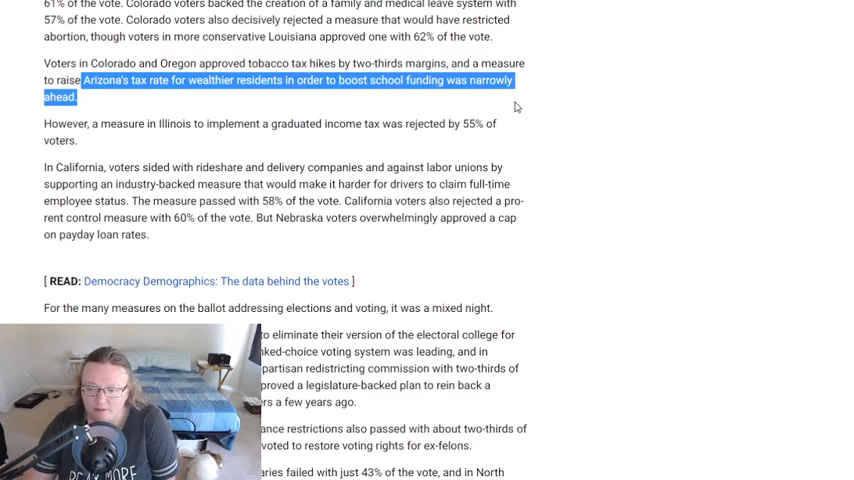 61% of the vote. Colorado voters backed the creation of a family and medical leave system with
57% of the vote. Colorado voters also decisively rejected a measure that would have restricted
abortion, though voters in more conservative Louisiana approved one with 62% of the vote.
Voters in Colorado and Oregon approved tobacco tax hikes by two-thirds margins, and a measure
to raise Arizona's tax rate for wealthier residents in order to boost school funding was narrowly
ahead.
However, a measure in Illinois to implement a graduated income tax was rejected by 55% of
voters.
In California, voters sided with rideshare and delivery companies and against labor unions by
supporting an industry-backed measure that would make it harder for drivers to claim full-time
employee status. The measure passed with 58% of the vote. California voters also rejected a pro-
rent control measure with 60% of the vote. But Nebraska voters overwhelmingly approved a cap
on payday loan rates.
[ READ: Democracy Demographics: The data behind the votes ]
For the many measures on the ballot addressing elections and voting, it was a mixed night.
to eliminate their version of the electoral college for
nked-choice voting system was leading, and in
partisan redistricting commission with two-thirds of
proved a legislature-backed plan to rein back a
ers a few years ago.
ance restrictions also passed with about two-thirds of
voted to restore voting rights for ex-felons.
aries failed with just 43% of the vote, and in North